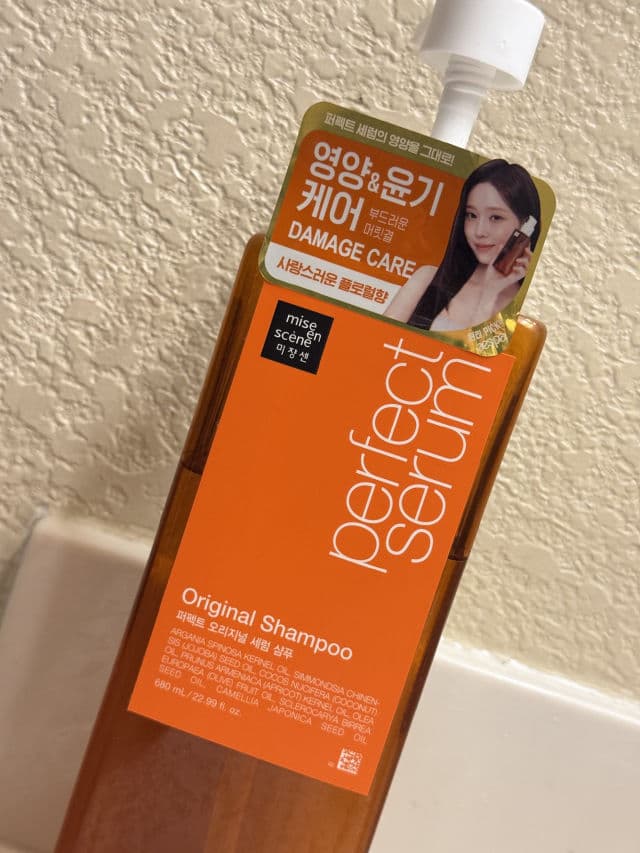 퍼펙트 세럼의 영양을 그대로!
영양&윤기
케어 부드러운
머릿결
DAMAGE CARE
사랑스러운 플로럴향
mise
en
scène
미쟝센
perfect
serum
Original Shampoo
퍼펙트 오리지널 세럼 샴푸
ARGANIA SPINOSA KERNEL OIL, SIMMONDSIA CHINEN-
SIS (JOJOBA) SEED OIL, COCOS NUCIFERA (COCONUT)
OIL, PRUNUS ARMENIACA (APRICOT) KERNEL OIL, OLEA
EUROPAEA (OLIVE) FRUIT OIL, SCLEROCARYA BIRREA
SEED OIL, CAMELLIA JAPONICA SEED OIL
680 mL / 22.99 fl. oz.